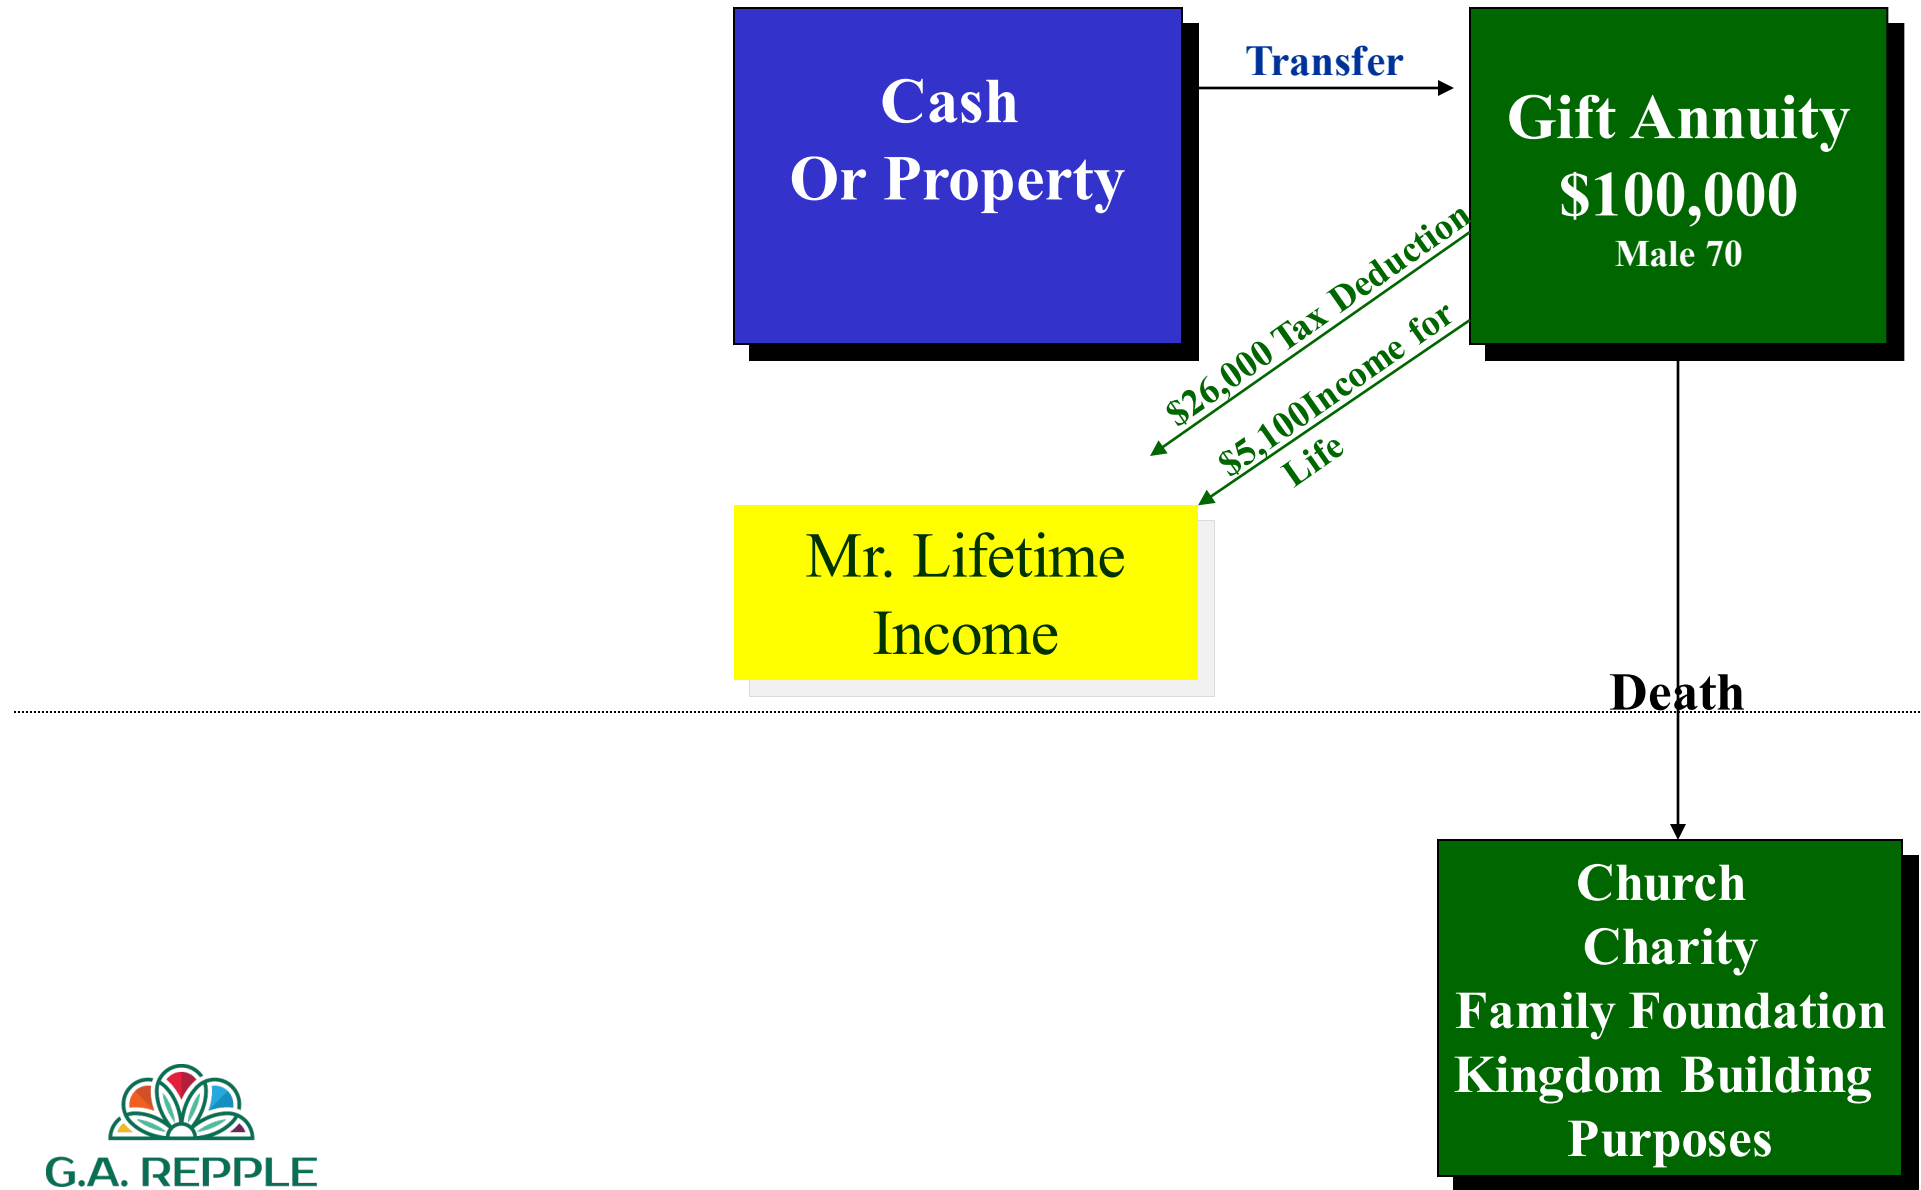 Cash
Or Property
Transfer
Gift Annuity
$100,000
Male 70
$26,000 Tax Deduction
$5,100Income for
Life
Mr. Lifetime
Income
Death
Church
Charity
Family Foundation
Kingdom Building
Purposes
G.A. REPPLE